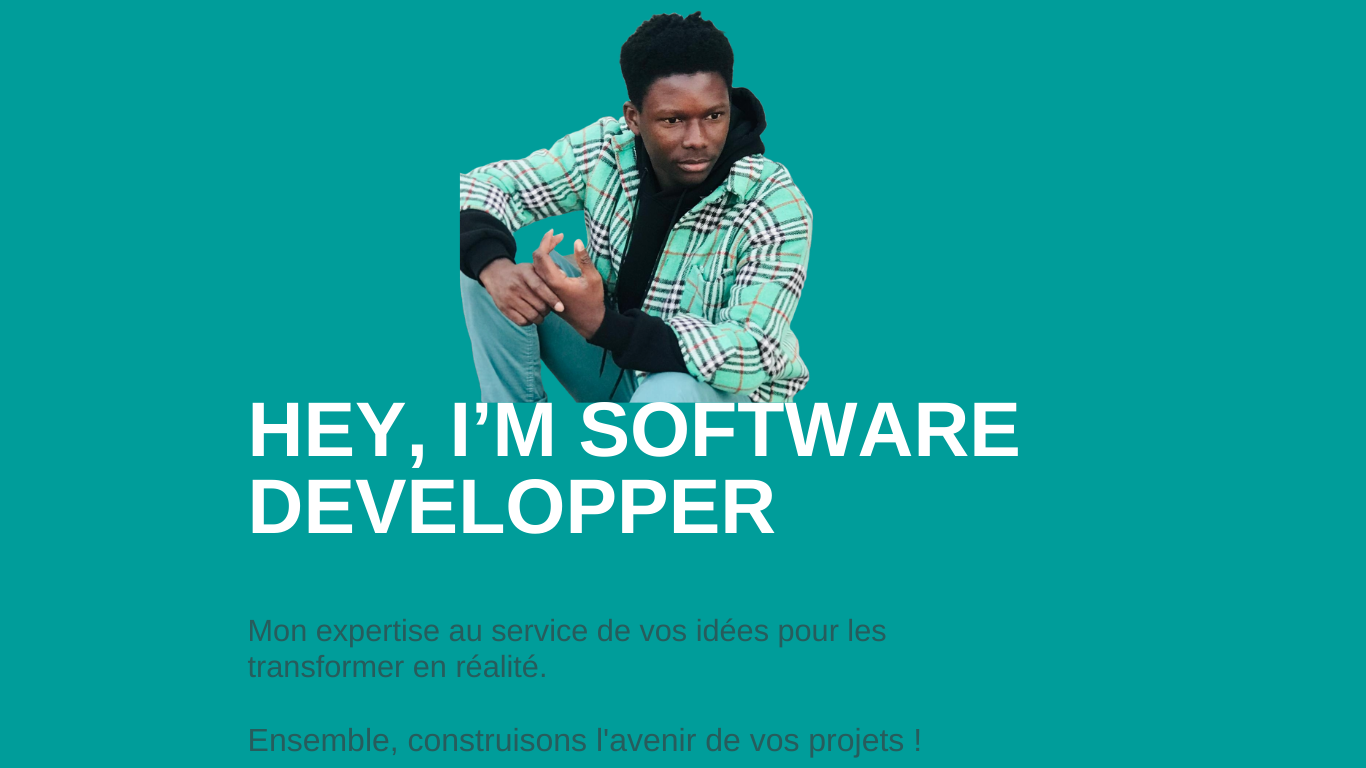 HEY, I’M SOFTWARE
DEVELOPPER
Mon expertise au service de vos idées pour les
transformer en réalité.
Ensemble, construisons l'avenir de vos projets !